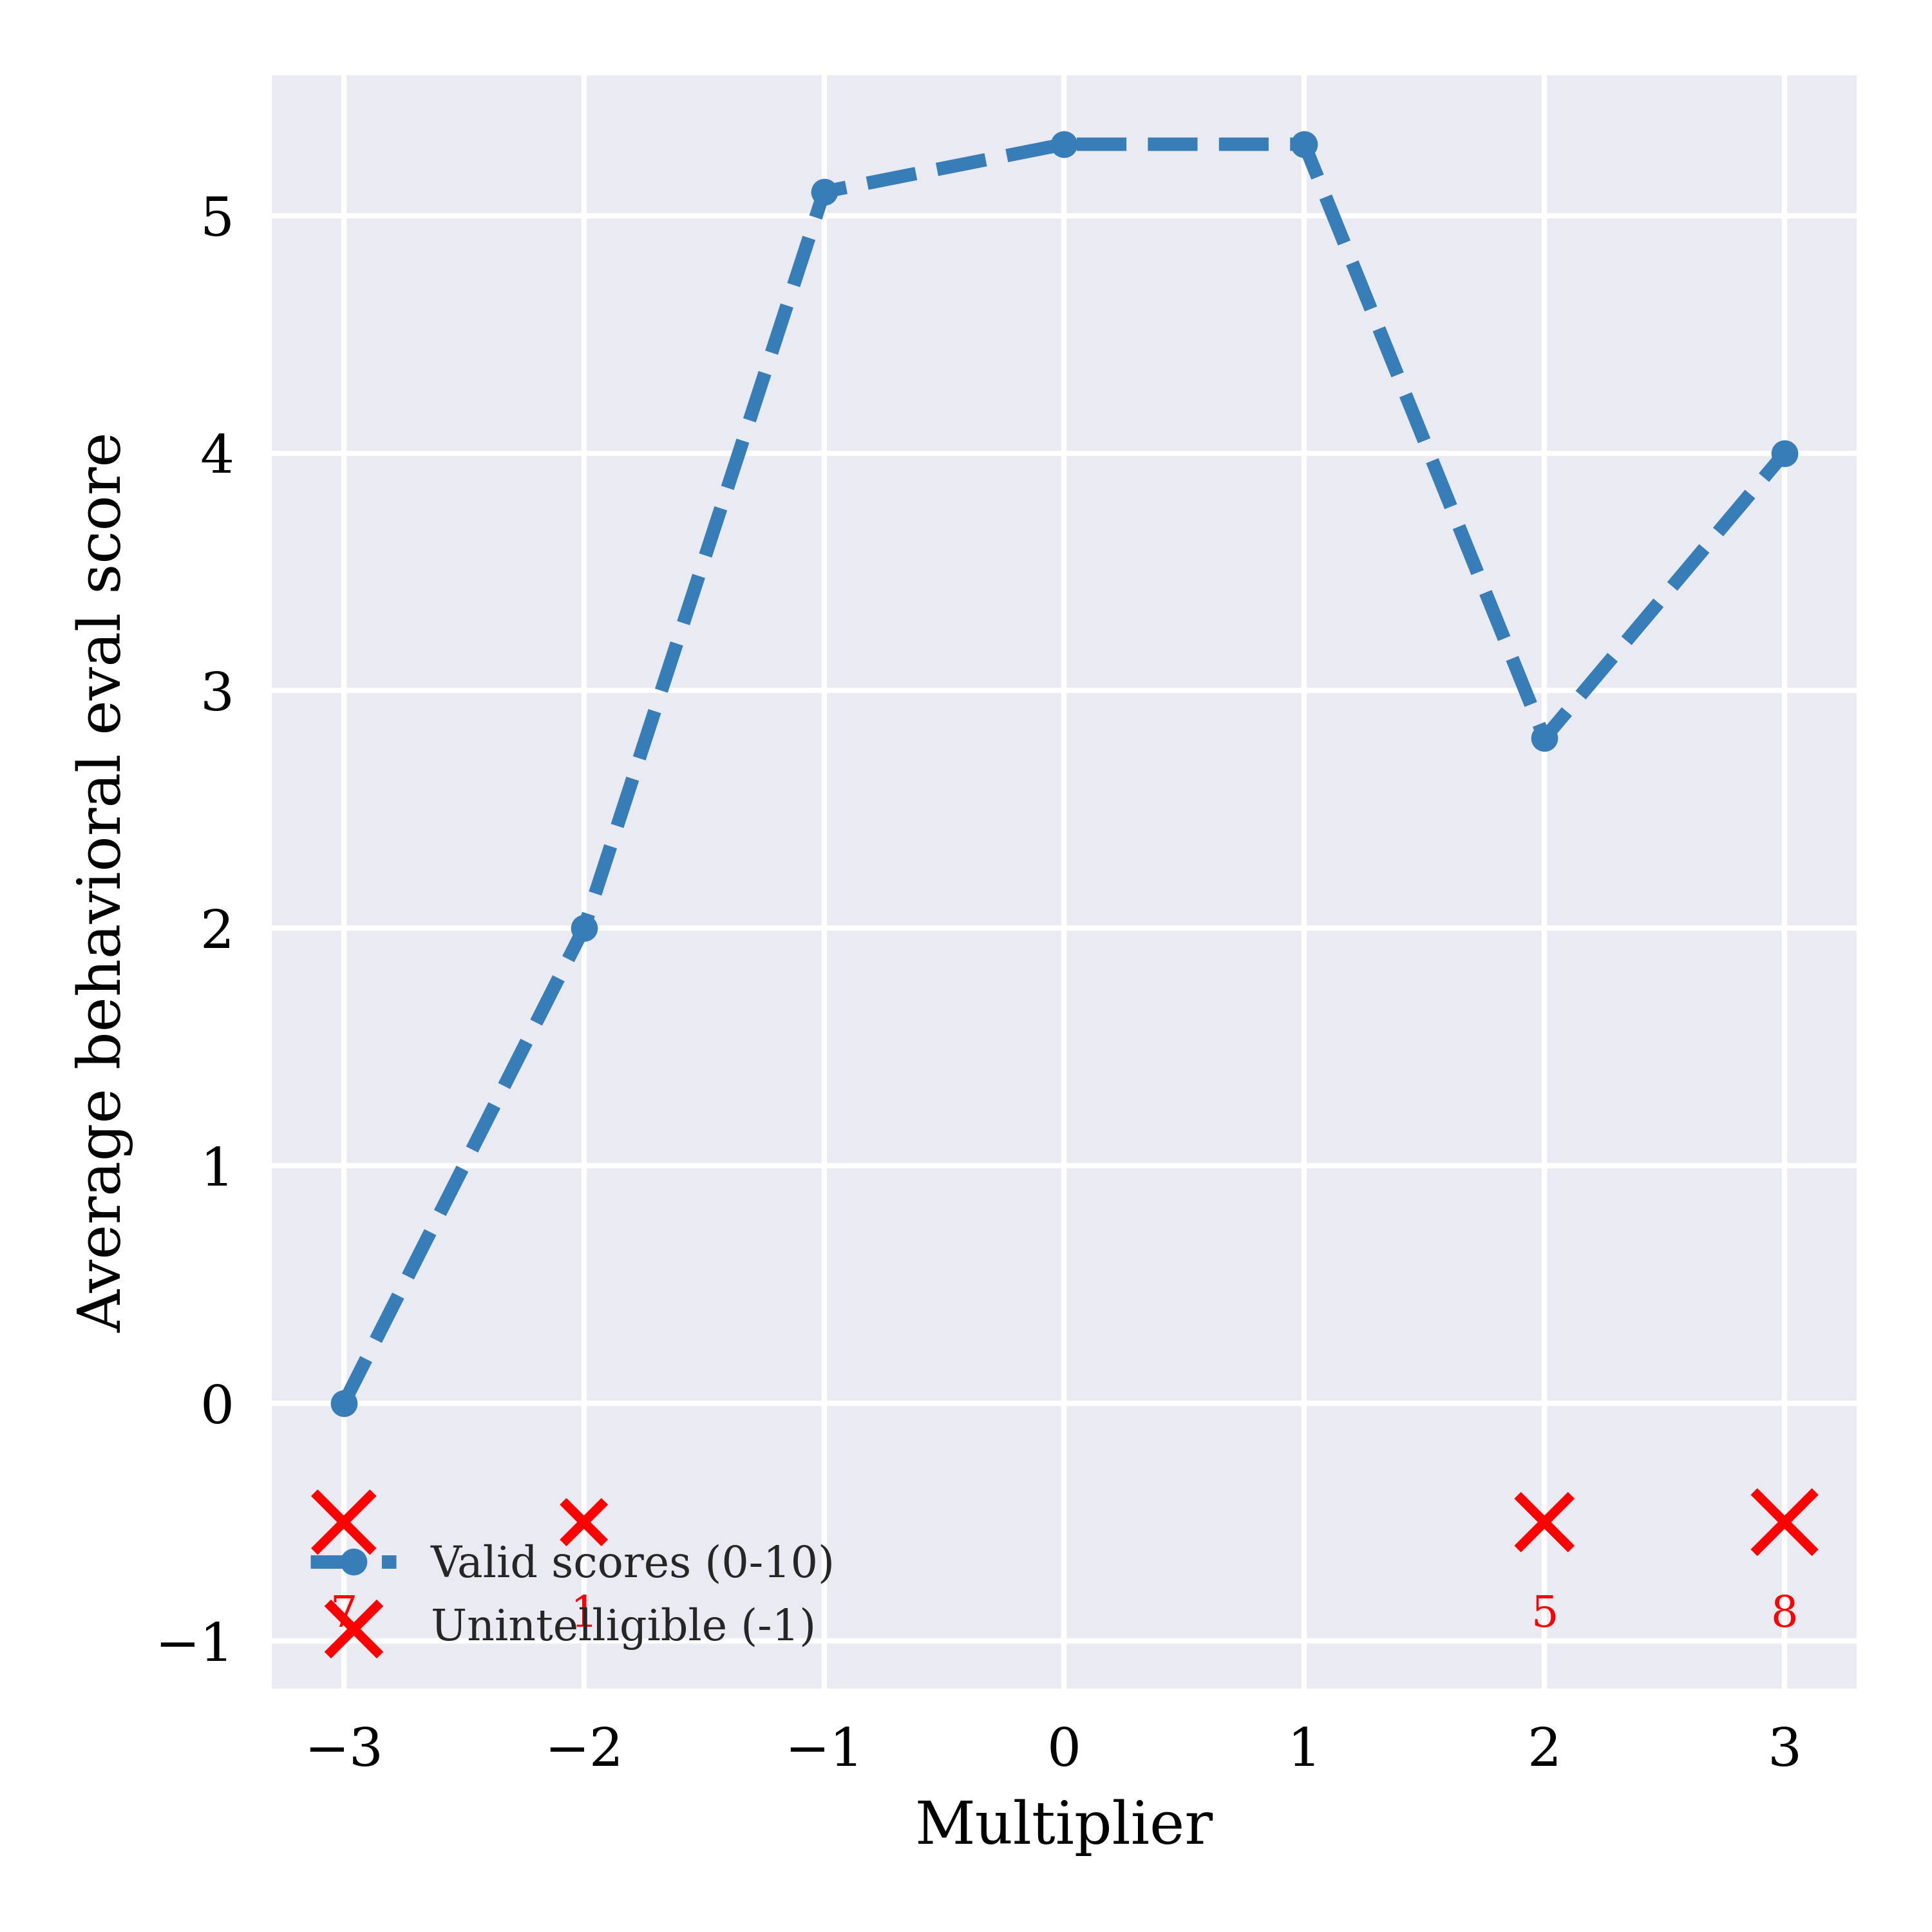 Average behavioral eval score
5
4
3
2
1
0
−1
Valid scores (0-10)
Unintelligible (-1)
7
1
5
8
−3 −2 −1 0 1 2 3
Multiplier